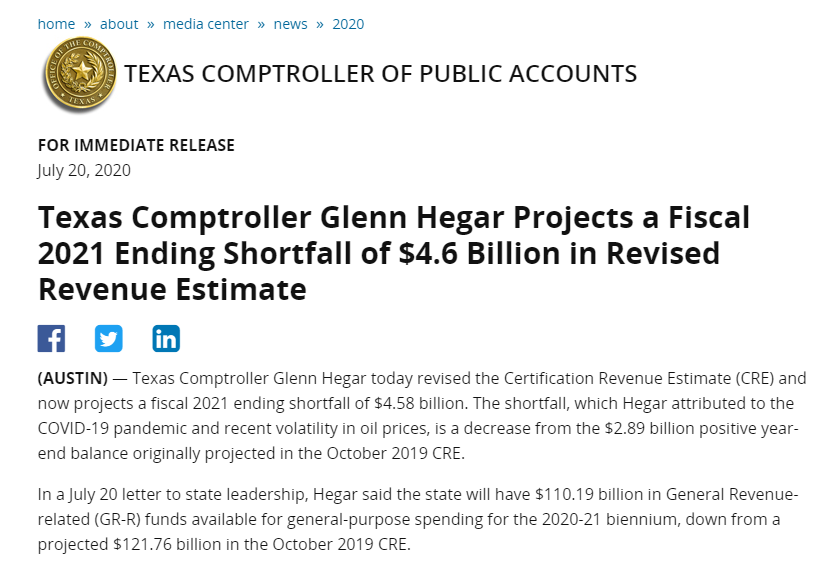 home » about » media center » news » 2020
OFFICE OF THE COMPTROLLER
TEXAS
TEXAS COMPTROLLER OF PUBLIC ACCOUNTS
FOR IMMEDIATE RELEASE
July 20, 2020
Texas Comptroller Glenn Hegar Projects a Fiscal
2021 Ending Shortfall of $4.6 Billion in Revised
Revenue Estimate
(AUSTIN) — Texas Comptroller Glenn Hegar today revised the Certification Revenue Estimate (CRE) and
now projects a fiscal 2021 ending shortfall of $4.58 billion. The shortfall, which Hegar attributed to the
COVID-19 pandemic and recent volatility in oil prices, is a decrease from the $2.89 billion positive year-
end balance originally projected in the October 2019 CRE.
In a July 20 letter to state leadership, Hegar said the state will have $110.19 billion in General Revenue-
related (GR-R) funds available for general-purpose spending for the 2020-21 biennium, down from a
projected $121.76 billion in the October 2019 CRE.